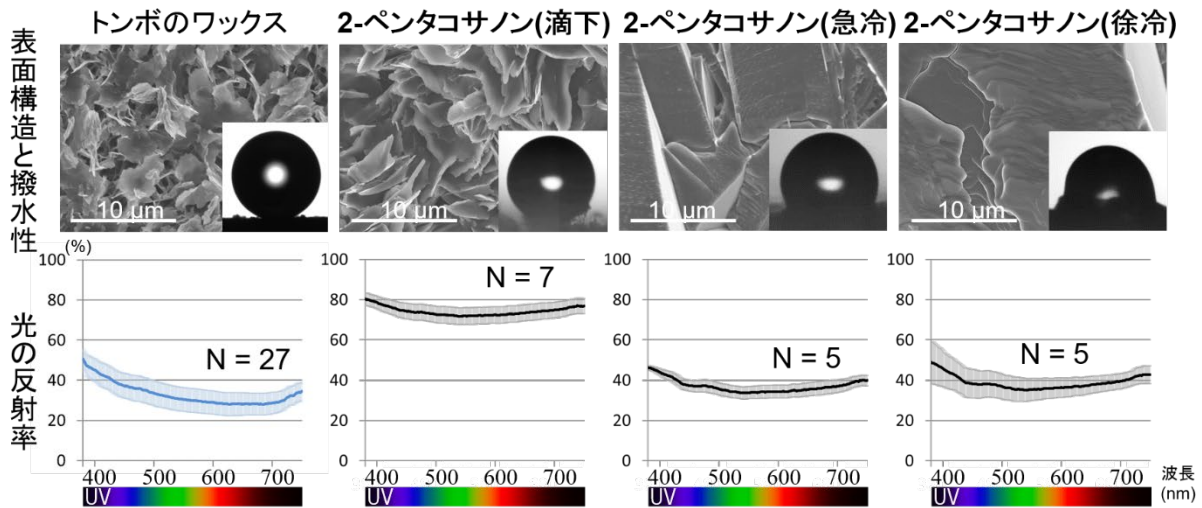 トンボのワックス
2-ペンタコサノン(滴下)
2-ペンタコサノン(急冷)
2-ペンタコサノン(徐冷)
表面構造と撥水性
10 μm
10 μm
10 μm
10 μm
光の反射率
(%)
100
80
60
40
20
0
N = 27
400 500 600 700
UV
100
80
60
40
20
0
N = 7
400 500 600 700
UV
100
80
60
40
20
0
N = 5
400 500 600 700
UV
100
80
60
40
20
0
N = 5
400 500 600 700
UV
波長
(nm)